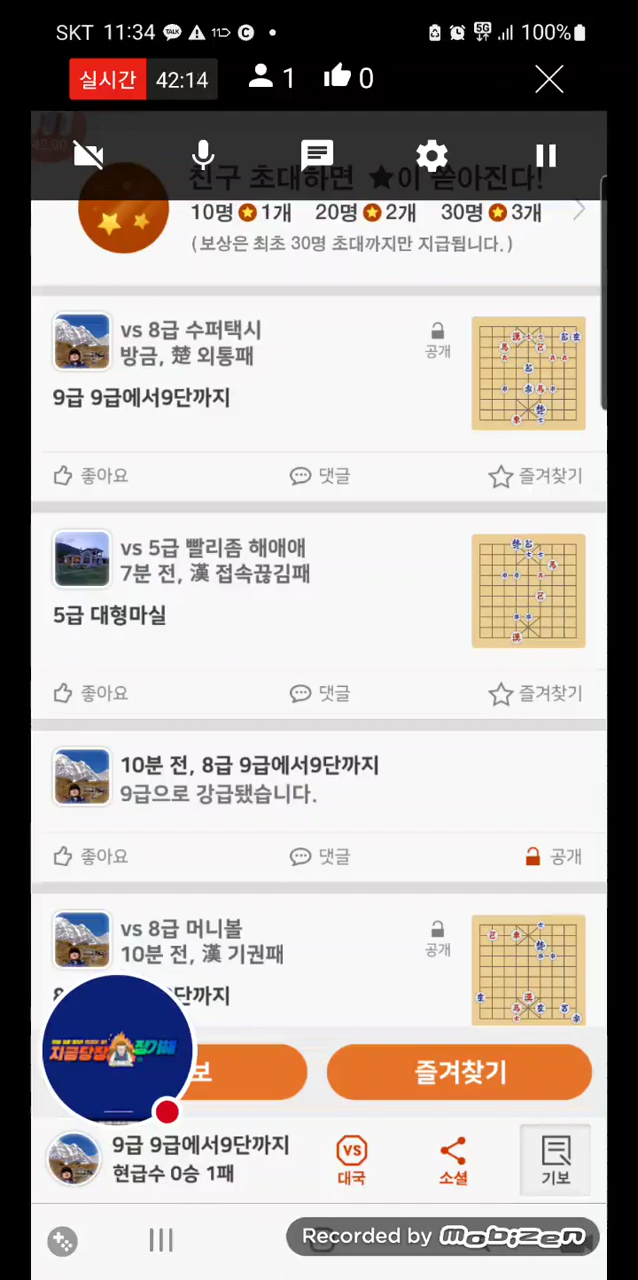 SKT 11:34
100%
실시간 42:14 1 0
친구 초대하면 ★이 쏟아진다!
10명 1개 20명 2개 30명 3개
(보상은 최초 30명 초대까지만 지급됩니다.)
vs 8급 수퍼택시
방금, 楚 외통패
공개
9급 9급에서9단까지
좋아요 댓글 즐겨찾기
vs 5급 빨리좀 해애애
7분 전, 漢 접속끊김패
5급 대형마실
좋아요 댓글 즐겨찾기
10분 전, 8급 9급에서9단까지
9급으로 강급됐습니다.
좋아요 댓글 공개
vs 8급 머니볼
10분 전, 漢 기권패
공개
단까지
지금당장 장기해
보 즐겨찾기
9급 9급에서9단까지
현급수 0승 1패
VS
대국 소셜 기보
Recorded by mobizen